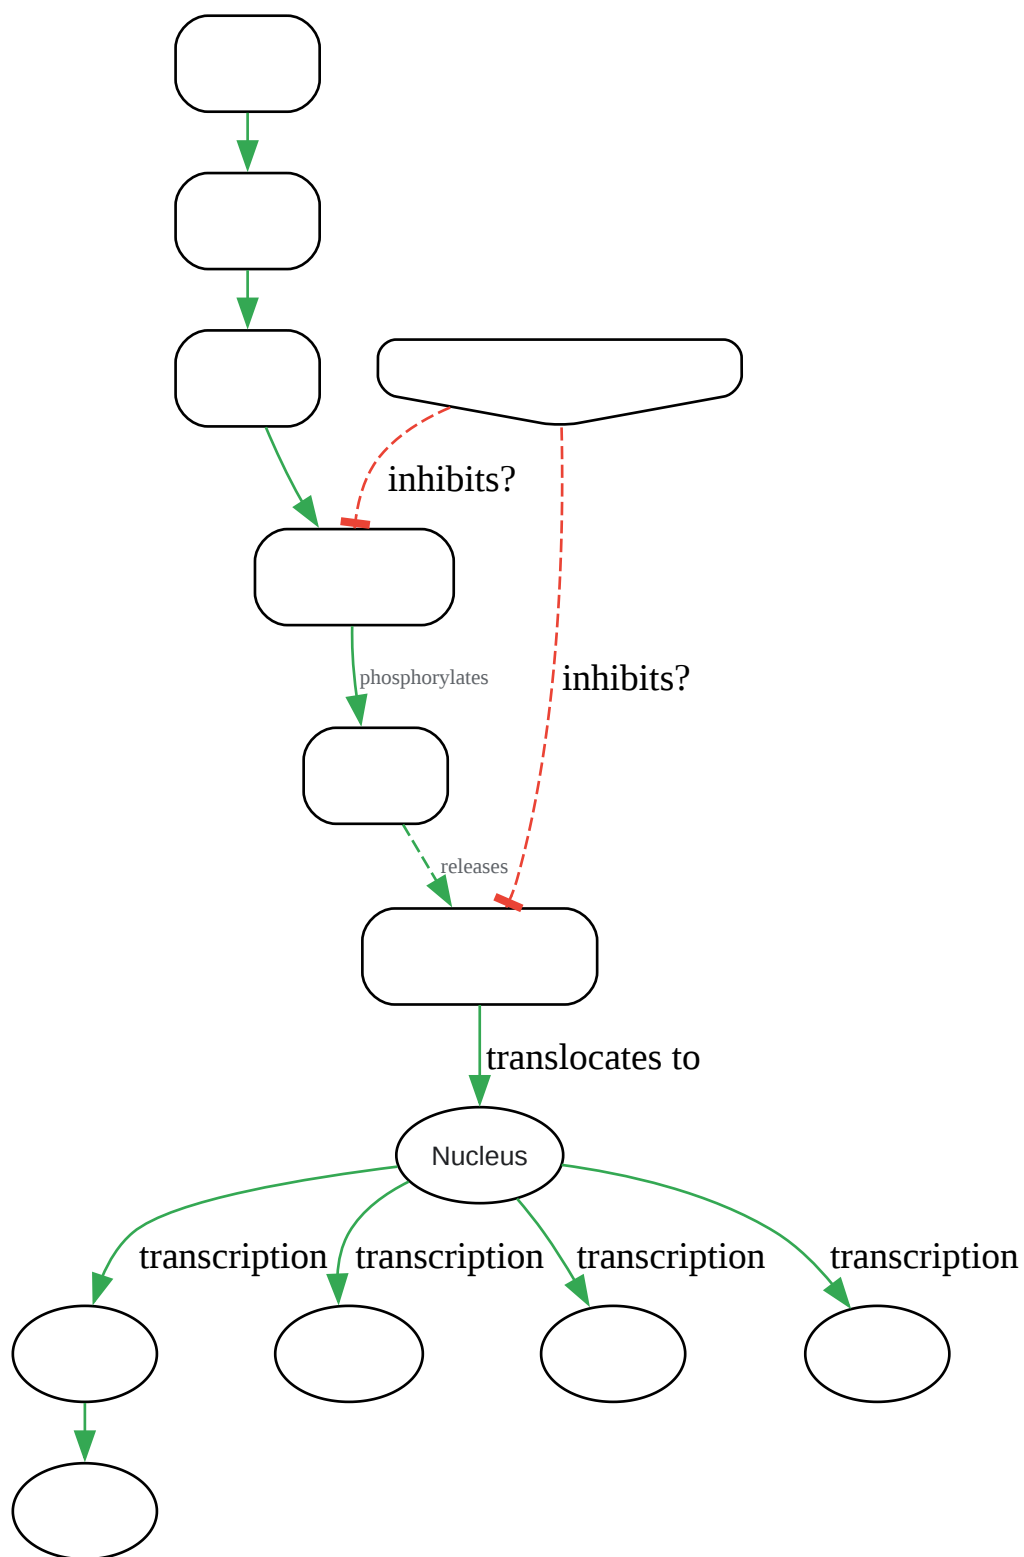 inhibits?
inhibits?
phosphorylates
releases
translocates to
Nucleus
transcription
transcription
transcription
transcription